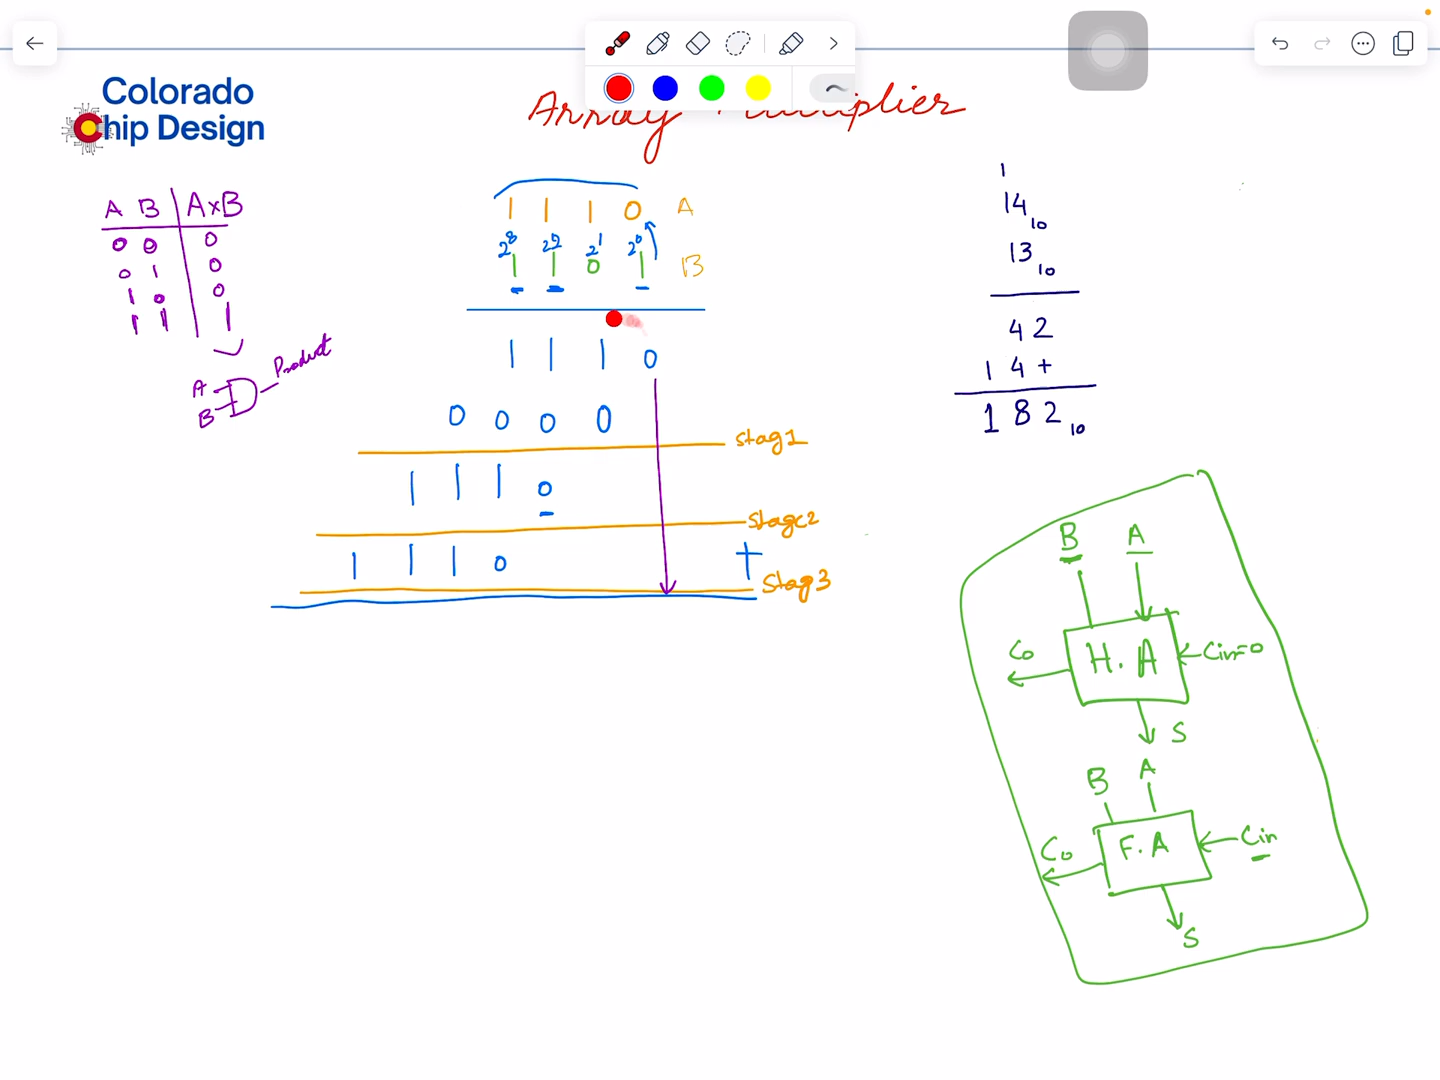 Colorado
Chip Design
Array Multiplier
A B AxB
0 0 0
0 1 0
1 0 0
1 1 1
A
B
Product
1 1 1 0 A
2⁸ 2² 2¹ 2⁰
1 1 0 1 B
1 1 1 0
0 0 0 0
Stag1
1 1 1 0
Stage2
1 1 1 0 +
Stag3
1
14₁₀
13₁₀
42
14+
182₁₀
B A
H.A
Co
Cin=0
S
B A
F.A
Co
Cin
S